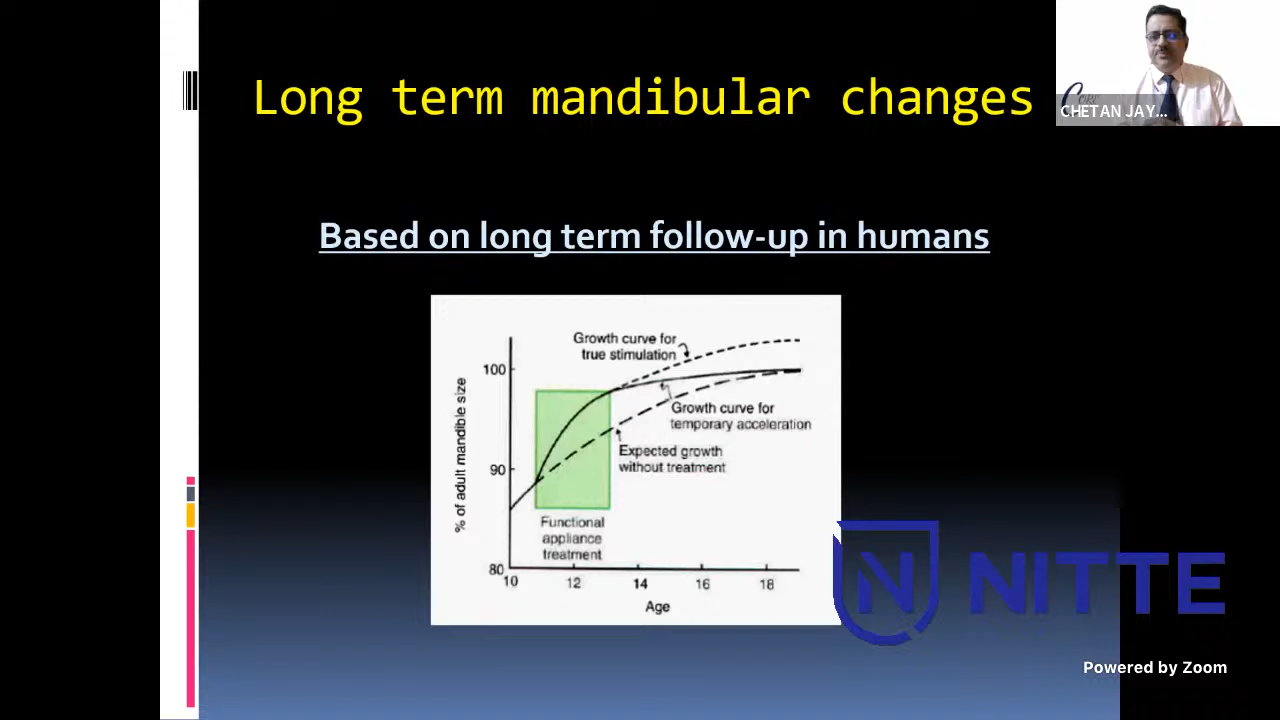 Long term mandibular changes
CHETAN JAY...
Based on long term follow-up in humans
Growth curve for
true stimulation
100
Growth curve for
temporary acceleration
Expected growth
without treatment
90
% of adult mandible size
Functional
appliance
treatment
80
10 12 14 16 18
Age
N NITTE
Powered by Zoom